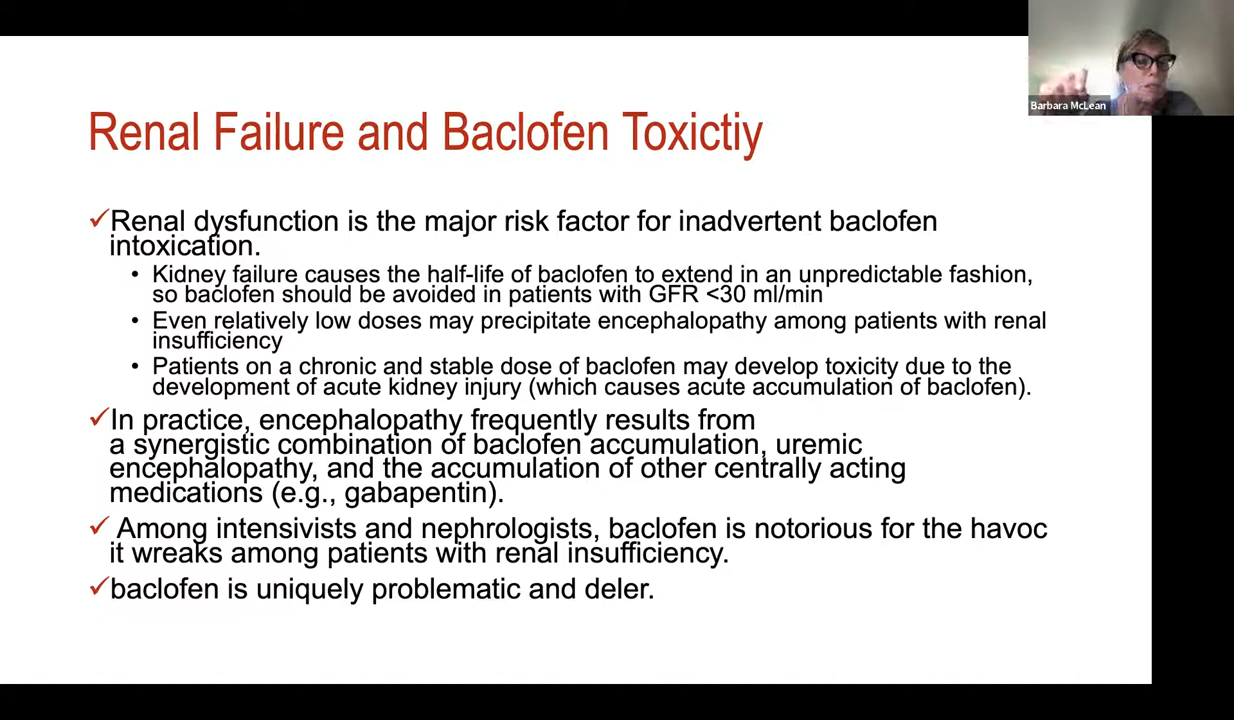 Barbara McLean
Renal Failure and Baclofen Toxictiy
✓Renal dysfunction is the major risk factor for inadvertent baclofen
intoxication.
• Kidney failure causes the half-life of baclofen to extend in an unpredictable fashion,
so baclofen should be avoided in patients with GFR <30 ml/min
• Even relatively low doses may precipitate encephalopathy among patients with renal
insufficiency
• Patients on a chronic and stable dose of baclofen may develop toxicity due to the
development of acute kidney injury (which causes acute accumulation of baclofen).
✓In practice, encephalopathy frequently results from
a synergistic combination of baclofen accumulation, uremic
encephalopathy, and the accumulation of other centrally acting
medications (e.g., gabapentin).
✓ Among intensivists and nephrologists, baclofen is notorious for the havoc
it wreaks among patients with renal insufficiency.
✓baclofen is uniquely problematic and deler.